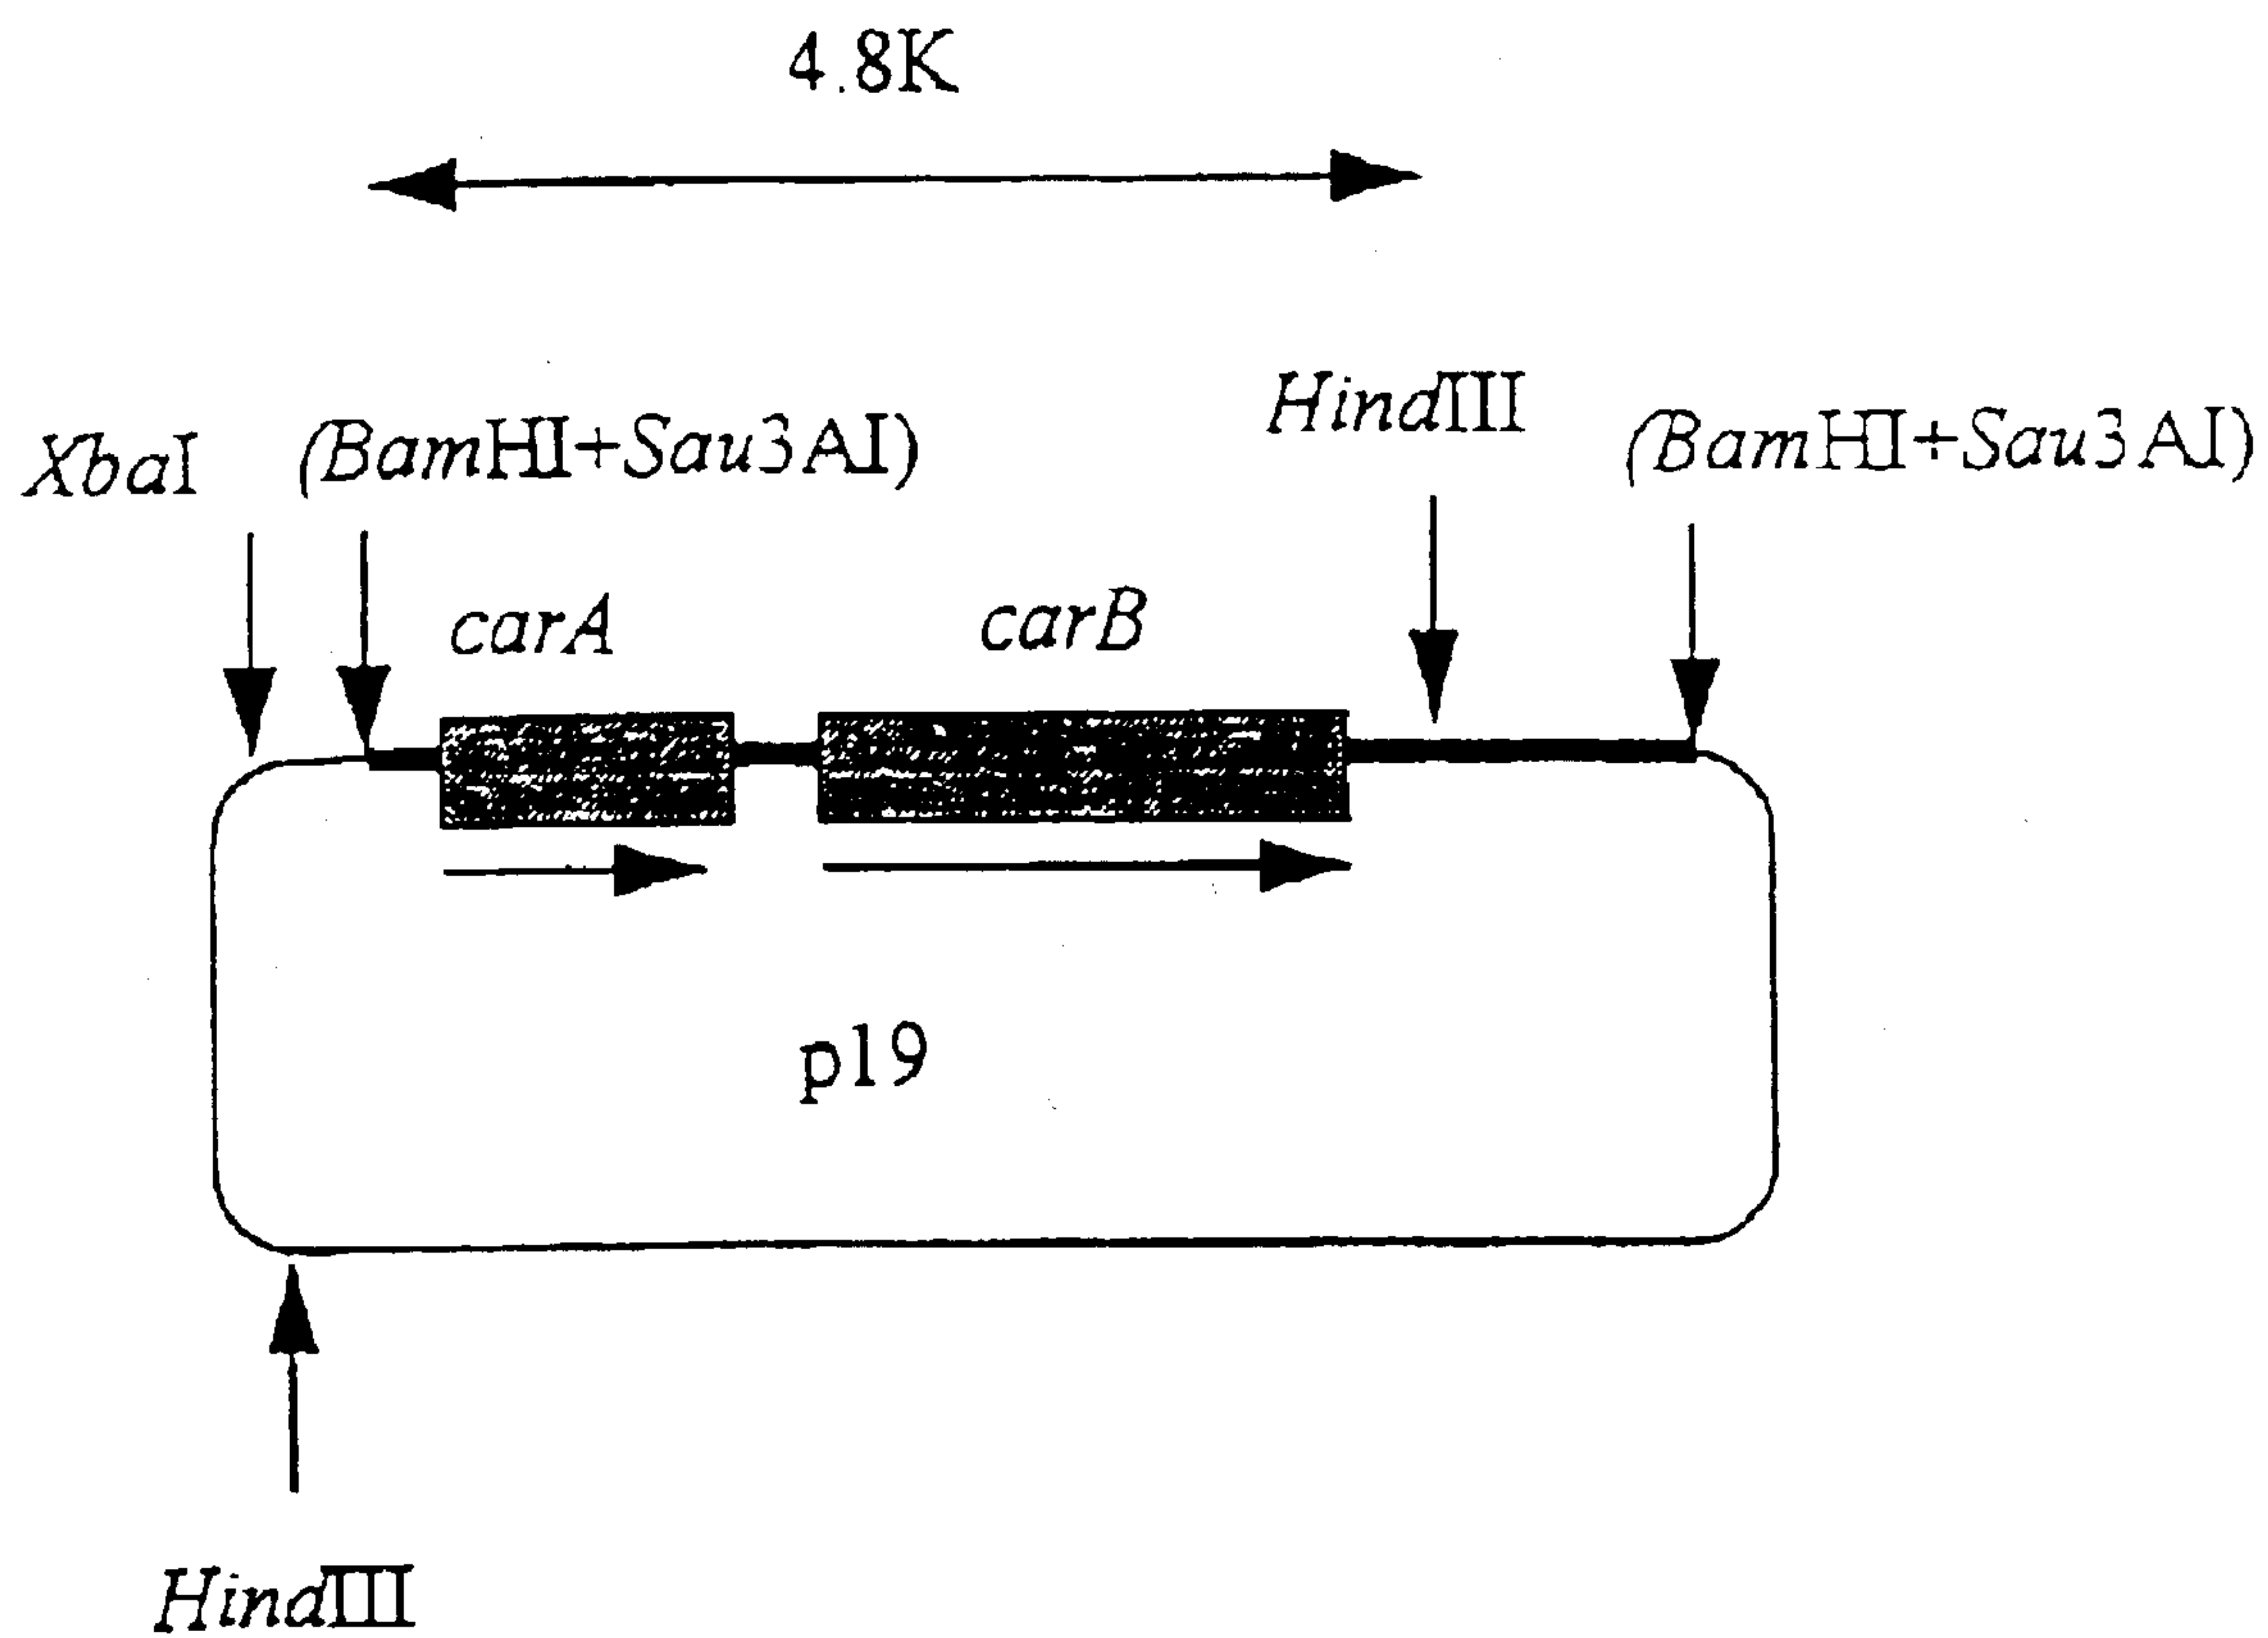 4.8K
HindIII
XbaI (BamHI+Sau3AI) (BamHI+Sau3AI)
carA carB
p19
HindIII